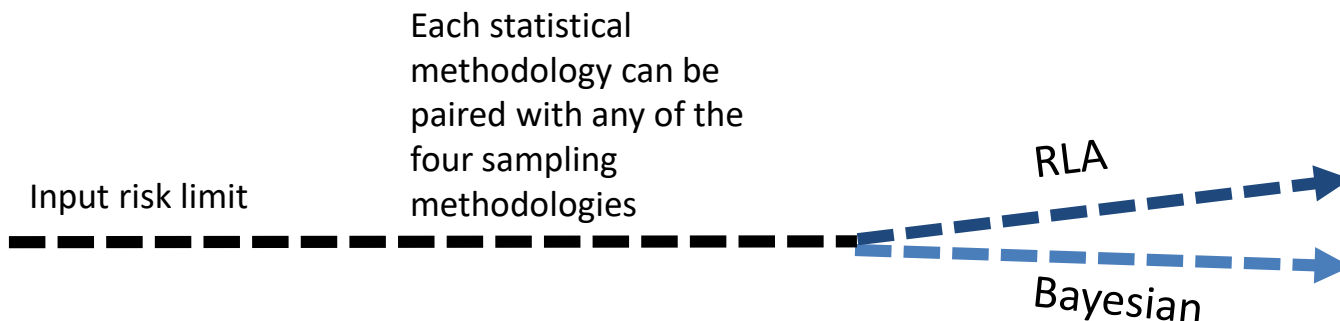 Each statistical
methodology can be
paired with any of the
four sampling
methodologies
Input risk limit
RLA
Bayesian